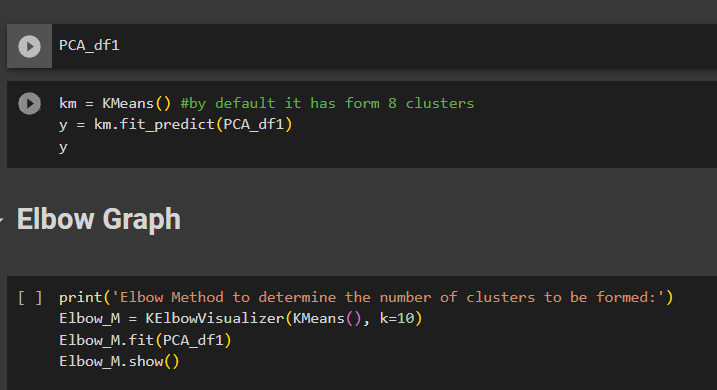 PCA_df1
km = KMeans() #by default it has form 8 clusters
y = km.fit_predict(PCA_df1)
y
Elbow Graph
[ ] print('Elbow Method to determine the number of clusters to be formed:')
Elbow_M = KElbowVisualizer(KMeans(), k=10)
Elbow_M.fit(PCA_df1)
Elbow_M.show()